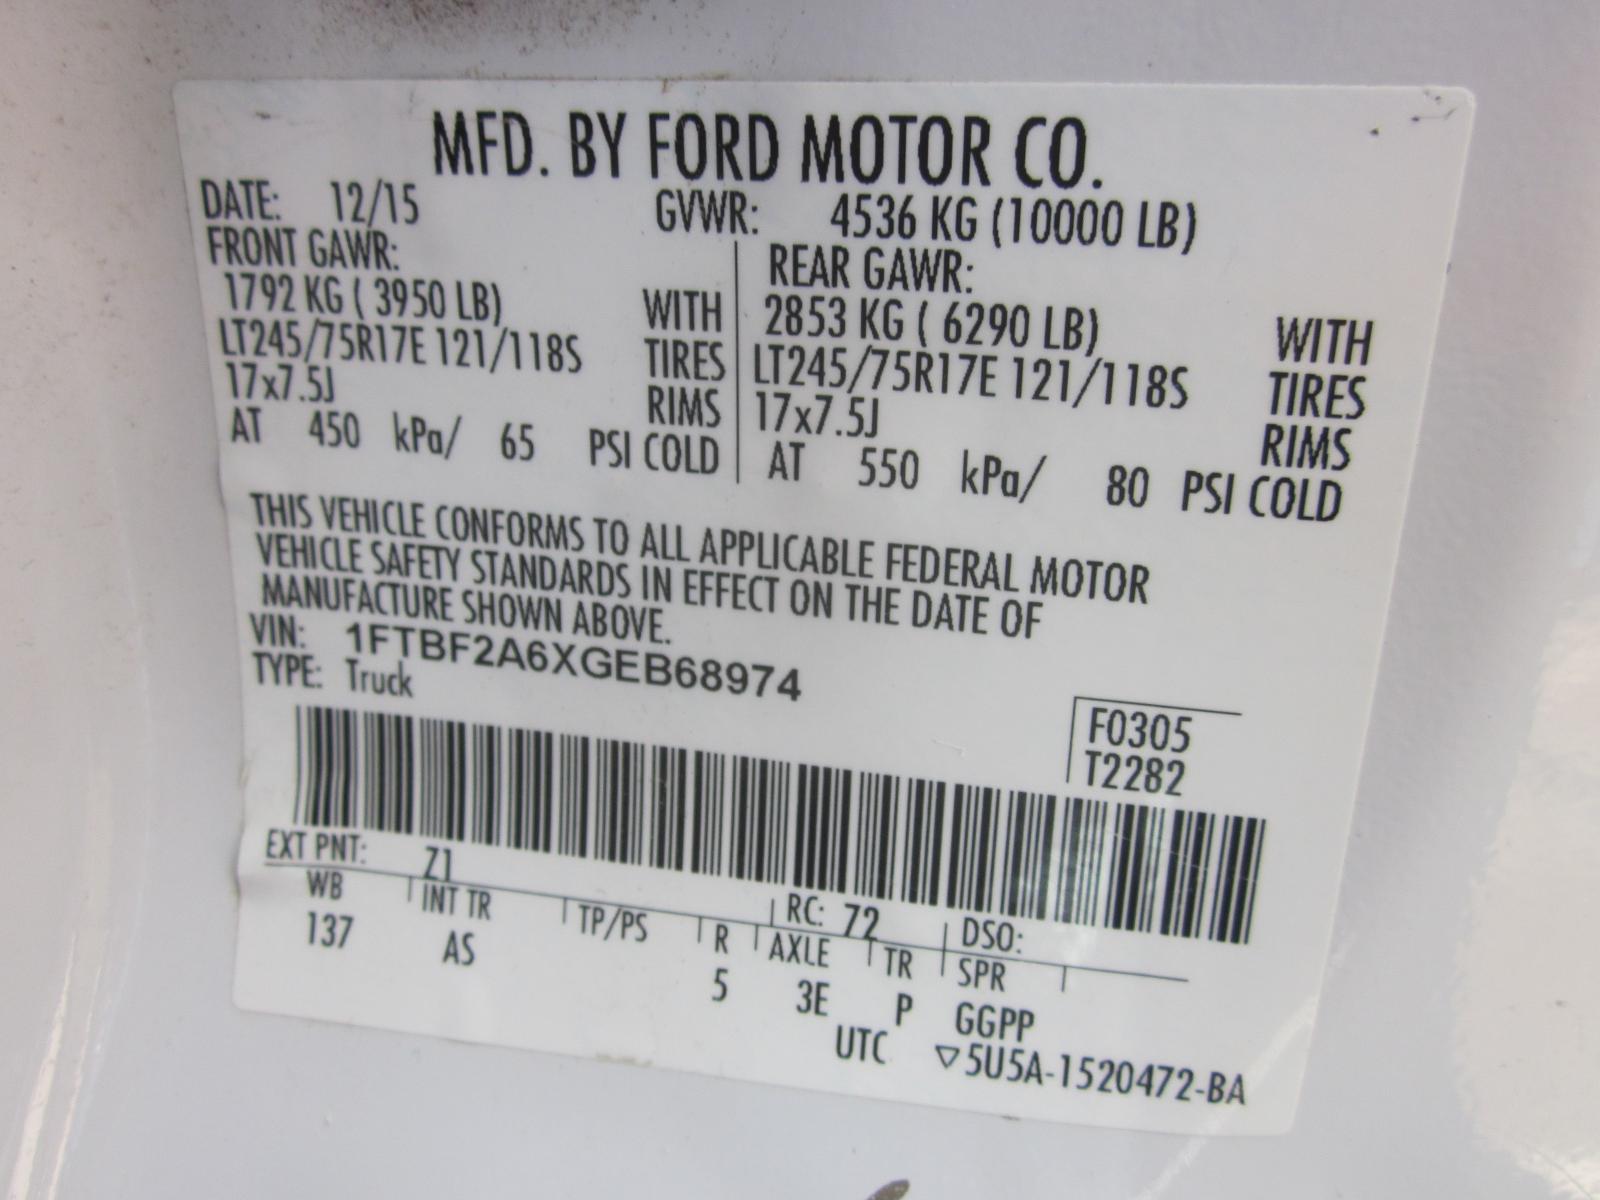 MFD. BY FORD MOTOR CO.
DATE: 12/15 GVWR: 4536 KG (10000 LB)
FRONT GAWR: REAR GAWR:
1792 KG ( 3950 LB) WITH 2853 KG ( 6290 LB) WITH
LT245/75R17E 121/118S TIRES LT245/75R17E 121/118S TIRES
17x7.5J RIMS 17x7.5J RIMS
AT 450 kPa/ 65 PSI COLD AT 550 kPa/ 80 PSI COLD
THIS VEHICLE CONFORMS TO ALL APPLICABLE FEDERAL MOTOR
VEHICLE SAFETY STANDARDS IN EFFECT ON THE DATE OF
MANUFACTURE SHOWN ABOVE.
VIN: 1FTBF2A6XGEB68974
TYPE: Truck
F0305
T2282
EXT PNT: Z1 RC: 72 DSO:
WB INT TR TP/PS R AXLE TR SPR
137 AS 5 3E P GGPP
UTC ▽5U5A-1520472-BA